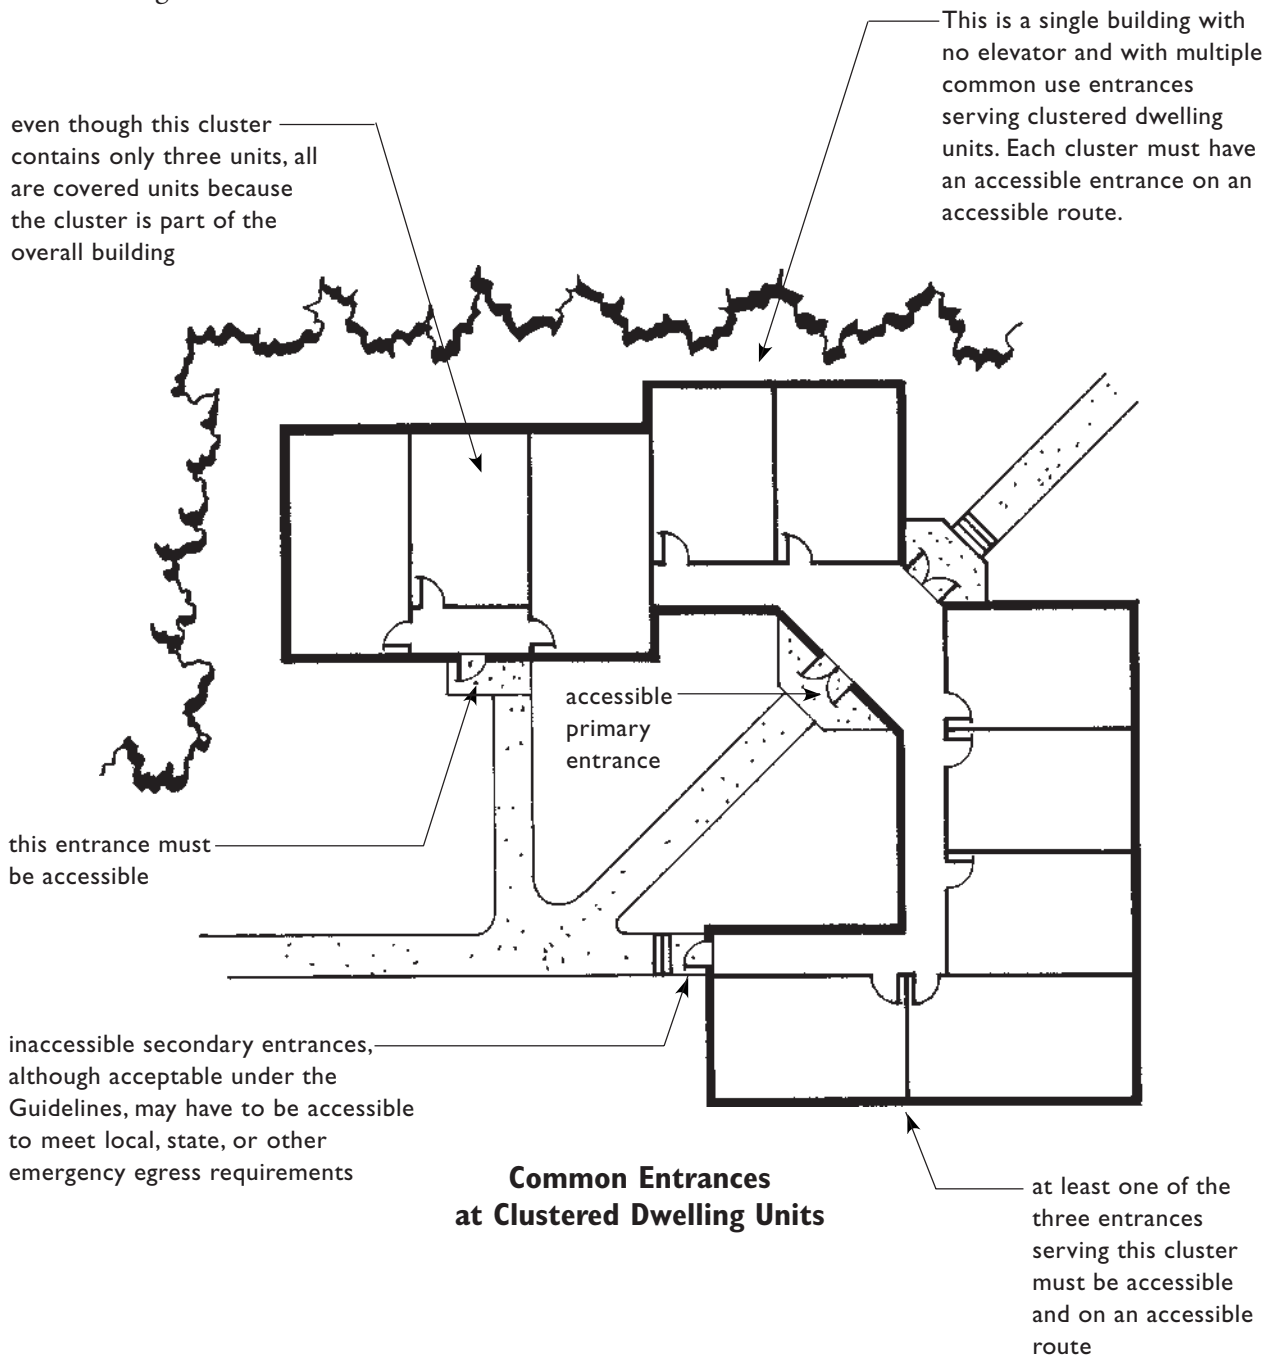 This is a single building with
no elevator and with multiple
common use entrances
serving clustered dwelling
units. Each cluster must have
an accessible entrance on an
accessible route.
even though this cluster
contains only three units, all
are covered units because
the cluster is part of the
overall building
accessible
primary
entrance
this entrance must
be accessible
inaccessible secondary entrances,
although acceptable under the
Guidelines, may have to be accessible
to meet local, state, or other
emergency egress requirements
Common Entrances
at Clustered Dwelling Units
at least one of the
three entrances
serving this cluster
must be accessible
and on an accessible
route